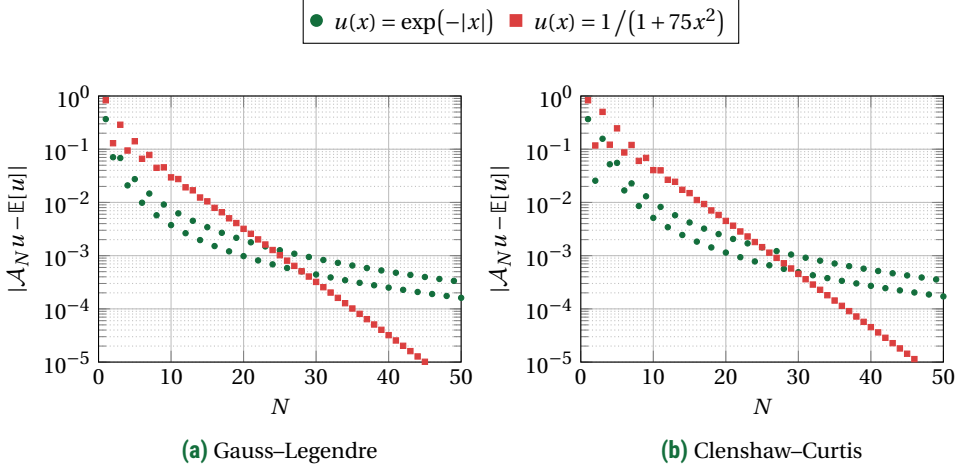 u(x) = exp(−|x|) u(x) = 1/(1 + 75x²)
|𝒜_N u − 𝔼[u]|
10⁰
10⁻¹
10⁻²
10⁻³
10⁻⁴
10⁻⁵
0 10 20 30 40 50
N
(a) Gauss–Legendre
|𝒜_N u − 𝔼[u]|
10⁰
10⁻¹
10⁻²
10⁻³
10⁻⁴
10⁻⁵
0 10 20 30 40 50
N
(b) Clenshaw–Curtis